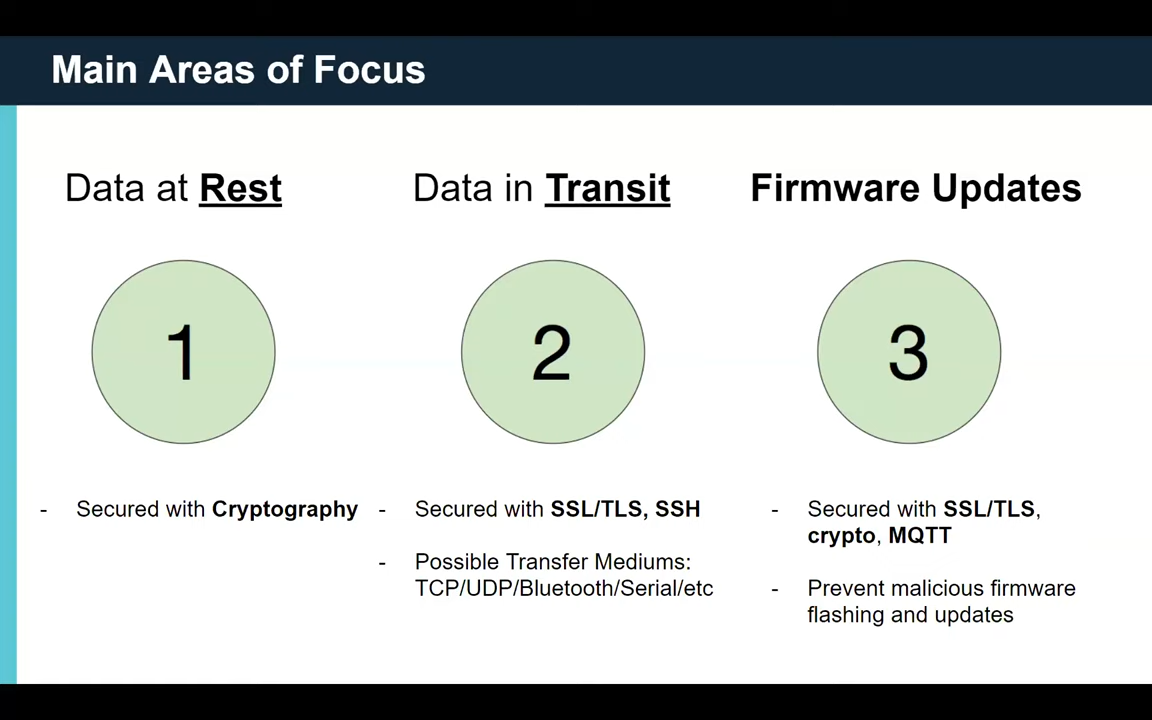 Main Areas of Focus
Data at Rest
Data in Transit
Firmware Updates
1
2
3
- Secured with Cryptography
- Secured with SSL/TLS, SSH
- Possible Transfer Mediums:
TCP/UDP/Bluetooth/Serial/etc
- Secured with SSL/TLS,
crypto, MQTT
- Prevent malicious firmware
flashing and updates